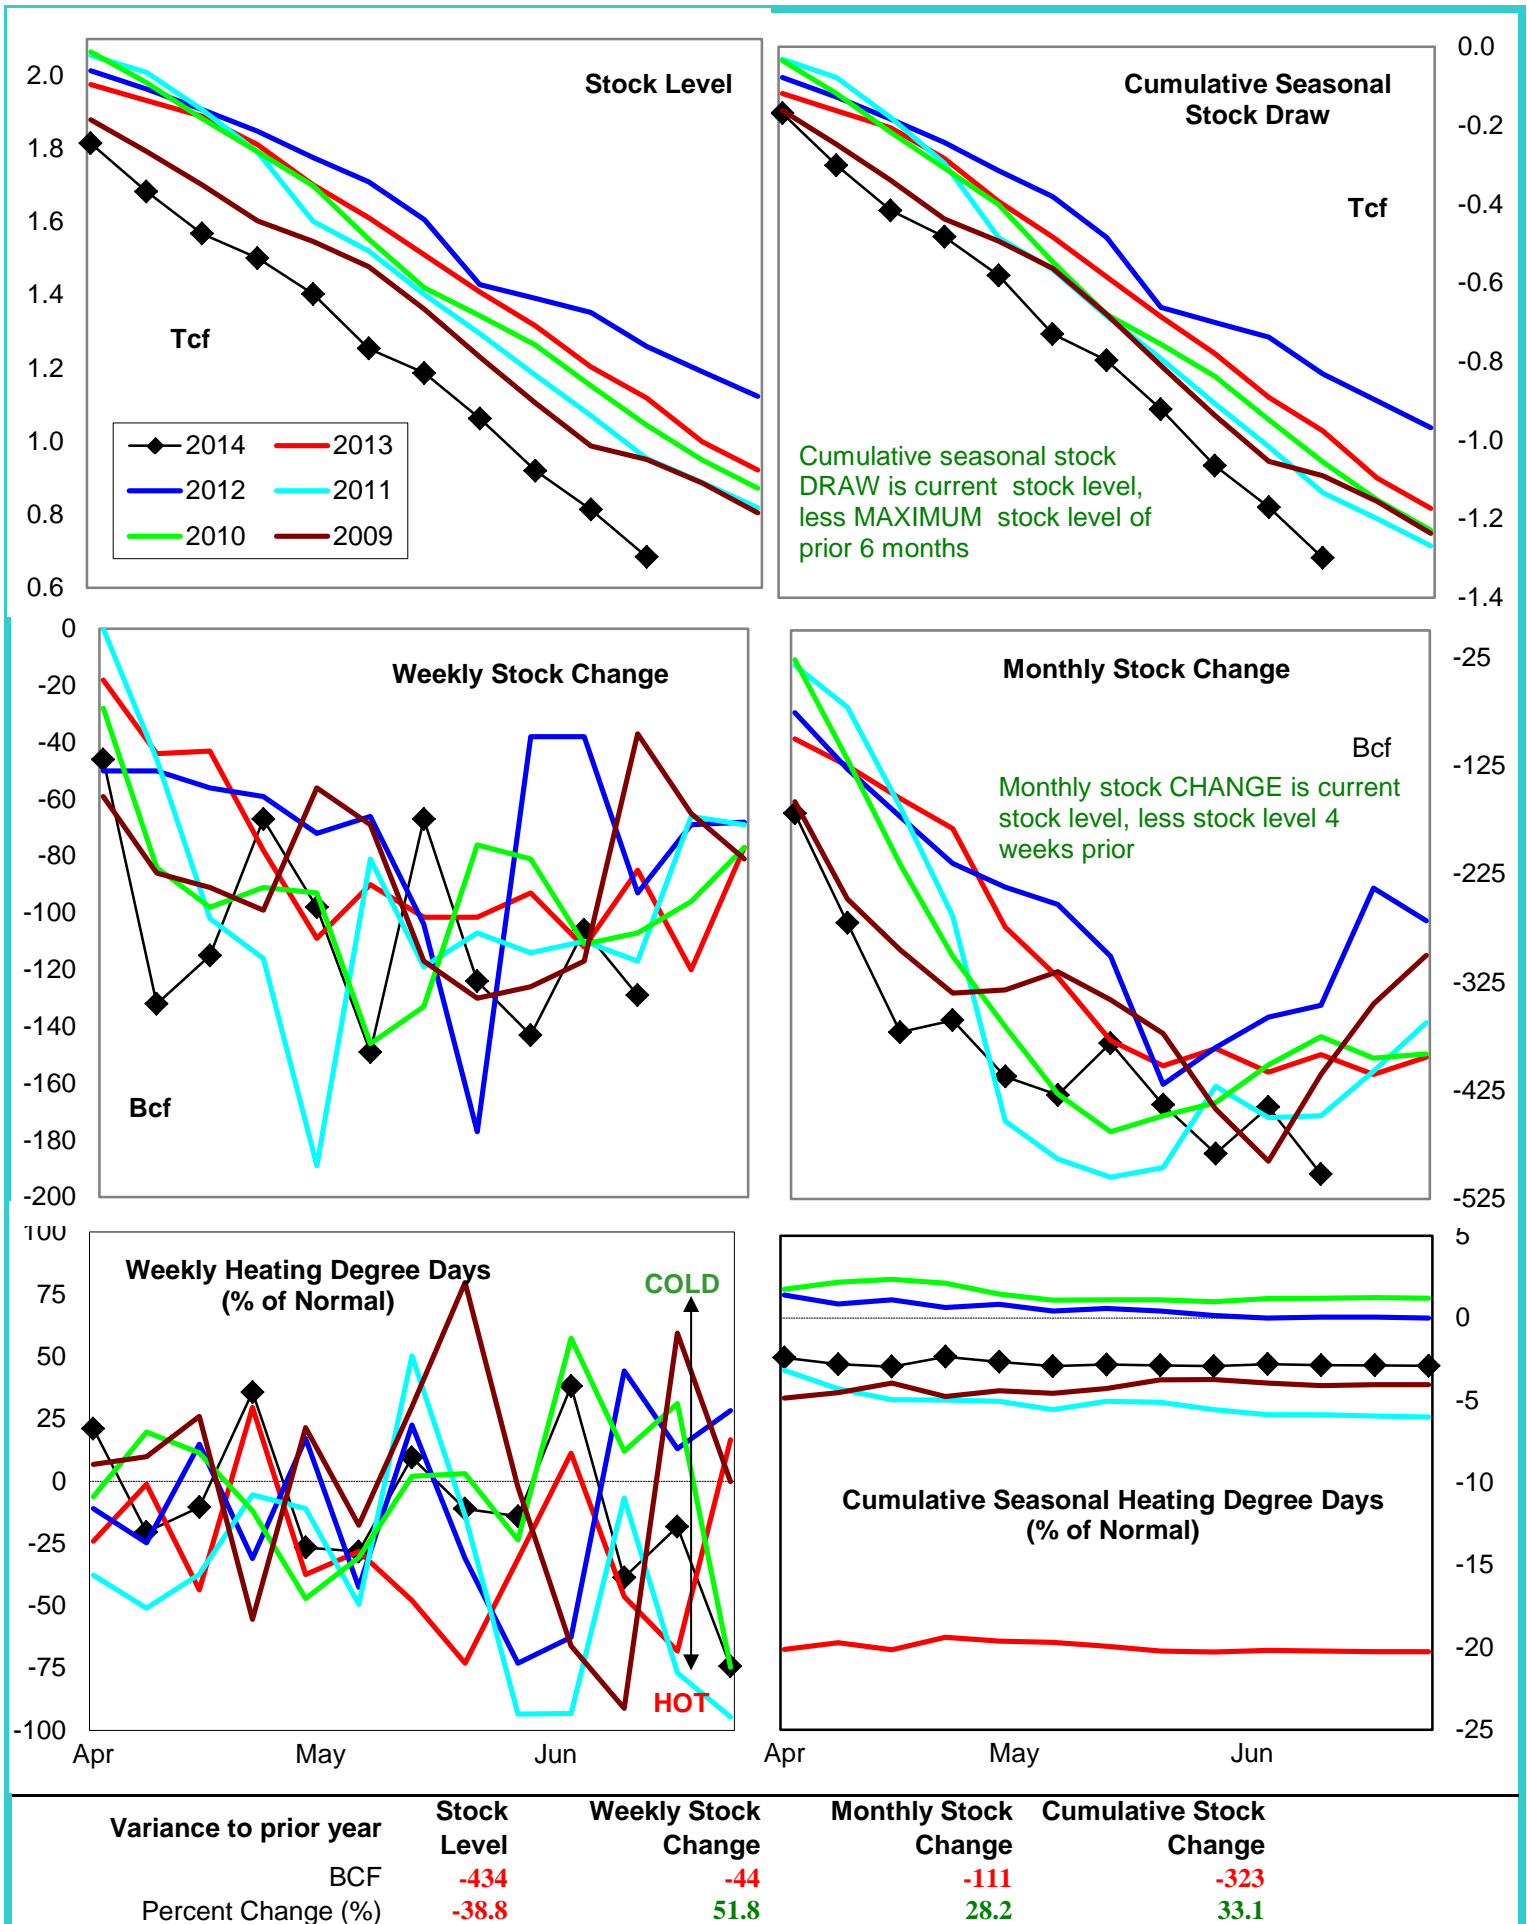 Stock Level
2.0
1.8
1.6
1.4
1.2
1.0
0.8
0.6
Tcf
2014
2013
2012
2011
2010
2009
Cumulative Seasonal
Stock Draw
Tcf
0.0
-0.2
-0.4
-0.6
-0.8
-1.0
-1.2
-1.4
Cumulative seasonal stock
DRAW is current stock level,
less MAXIMUM stock level of
prior 6 months
0
-20
-40
-60
-80
-100
-120
-140
-160
-180
-200
Weekly Stock Change
Bcf
Monthly Stock Change
Bcf
Monthly stock CHANGE is current
stock level, less stock level 4
weeks prior
-25
-125
-225
-325
-425
-525
100
75
50
25
0
-25
-50
-75
-100
Weekly Heating Degree Days
(% of Normal)
COLD
HOT
Apr
May
Jun
5
0
-5
-10
-15
-20
-25
Cumulative Seasonal Heating Degree Days
(% of Normal)
Apr
May
Jun
Variance to prior year
Stock
Level
Weekly Stock
Change
Monthly Stock
Change
Cumulative Stock
Change
BCF -434 -44 -111 -323
Percent Change (%) -38.8 51.8 28.2 33.1